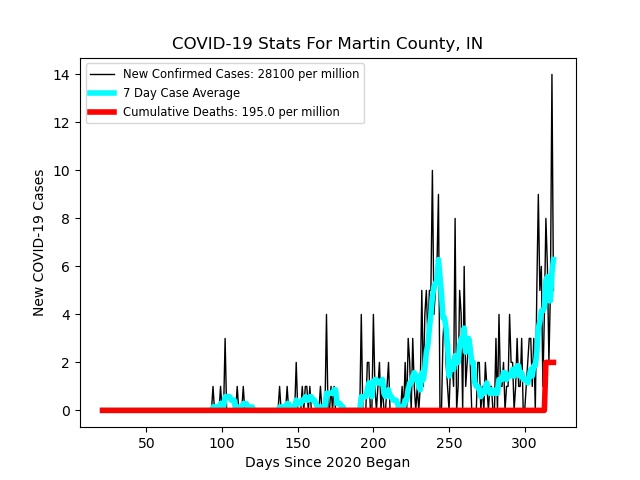 COVID-19 Stats For Martin County, IN
New Confirmed Cases: 28100 per million
7 Day Case Average
Cumulative Deaths: 195.0 per million
New COVID-19 Cases
14
12
10
8
6
4
2
0
50 100 150 200 250 300
Days Since 2020 Began